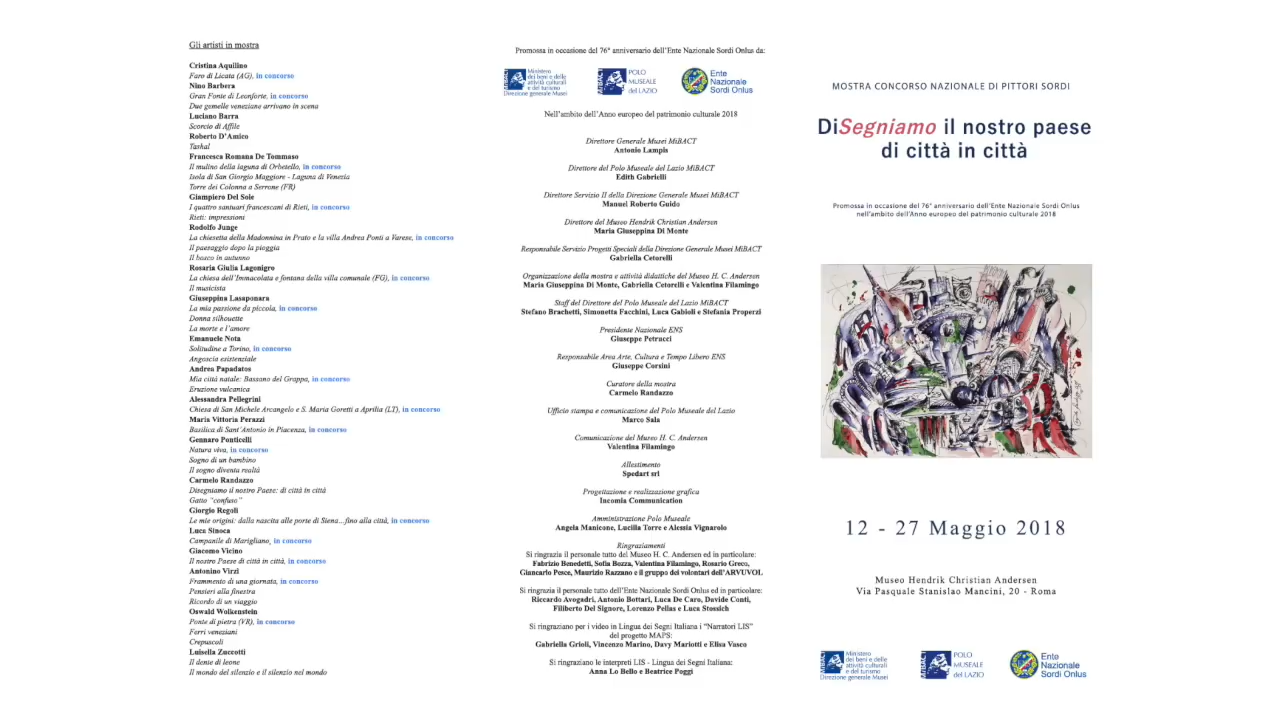 Gli artisti in mostra
Cristina Aquilino
Faro di Licata (AG), in concorso
Nino Barbera
Gran Fonte di Leonforte, in concorso
Due gemelle veneziane arrivano in scena
Luciano Barra
Scorcio di Affile
Roberto D'Amico
Tashal
Francesca Romana De Tommaso
Il mulino della laguna di Orbetello, in concorso
Isola di San Giorgio Maggiore - Laguna di Venezia
Torre dei Colonna a Serrone (FR)
Giampiero Del Sole
I quattro santuari francescani di Rieti, in concorso
Rieti: impressioni
Rodolfo Junge
La chiesetta della Madonnina in Prato e la villa Andrea Ponti a Varese, in concorso
Il paesaggio dopo la pioggia
Il bosco in autunno
Rosaria Giulia Lagonigro
La chiesa dell'Immacolata e fontana della villa comunale (FG), in concorso
Il musicista
Giuseppina Lasaponara
La mia passione da piccola, in concorso
Donna silhouette
La morte e l'amore
Emanuele Nota
Solitudine a Torino, in concorso
Angoscia esistenziale
Andrea Papadatos
Mia città natale: Bassano del Grappa, in concorso
Eruzione vulcanica
Alessandra Pellegrini
Chiesa di San Michele Arcangelo e S. Maria Goretti a Aprilia (LT), in concorso
Maria Vittoria Perazzi
Basilica di Sant'Antonio in Piacenza, in concorso
Gennaro Ponticelli
Natura viva, in concorso
Sogno di un bambino
Il sogno diventa realtà
Carmelo Randazzo
Disegniamo il nostro Paese: di città in città
Gatto "confuso"
Giorgio Regoli
Le mie origini: dalla nascita alle porte di Siena...fino alla città, in concorso
Luca Sinoca
Campanile di Marigliano, in concorso
Giacomo Vicino
Il nostro Paese di città in città, in concorso
Antonino Virzì
Frammento di una giornata, in concorso
Pensieri alla finestra
Ricordo di un viaggio
Oswald Wolkenstein
Ponte di pietra (VR), in concorso
Ferri veneziani
Crepuscoli
Luisella Zuccotti
Il dente di leone
Il mondo del silenzio e il silenzio nel mondo
Promossa in occasione del 76° anniversario dell'Ente Nazionale Sordi Onlus da:
Ministero
dei beni e delle
attività culturali
e del turismo
Direzione generale Musei
POLO
MUSEALE
del LAZIO
Ente
Nazionale
Sordi Onlus
Nell'ambito dell'Anno europeo del patrimonio culturale 2018
Direttore Generale Musei MiBACT
Antonio Lampis
Direttore del Polo Museale del Lazio MiBACT
Edith Gabrielli
Direttore Servizio II della Direzione Generale Musei MiBACT
Manuel Roberto Guido
Direttore del Museo Hendrik Christian Andersen
Maria Giuseppina Di Monte
Responsabile Servizio Progetti Speciali della Direzione Generale Musei MiBACT
Gabriella Cetorelli
Organizzazione della mostra e attività didattiche del Museo H. C. Andersen
Maria Giuseppina Di Monte, Gabriella Cetorelli e Valentina Filamingo
Staff del Direttore del Polo Museale del Lazio MiBACT
Stefano Brachetti, Simonetta Facchini, Luca Gabioli e Stefania Properzi
Presidente Nazionale ENS
Giuseppe Petrucci
Responsabile Area Arte, Cultura e Tempo Libero ENS
Giuseppe Corsini
Curatore della mostra
Carmelo Randazzo
Ufficio stampa e comunicazione del Polo Museale del Lazio
Marco Sala
Comunicazione del Museo H. C. Andersen
Valentina Filamingo
Allestimento
Spedart srl
Progettazione e realizzazione grafica
Incomia Communication
Amministrazione Polo Museale
Angela Manicone, Lucilla Torre e Alessia Vignarolo
Ringraziamenti
Si ringrazia il personale tutto del Museo H. C. Andersen ed in particolare:
Fabrizio Benedetti, Sofia Bozza, Valentina Filamingo, Rosario Greco,
Giancarlo Pesce, Maurizio Razzano e il gruppo dei volontari dell'ARVUVOL
Si ringrazia il personale tutto dell'Ente Nazionale Sordi Onlus ed in particolare:
Riccardo Avogadri, Antonio Bottari, Luca De Caro, Davide Conti,
Filiberto Del Signore, Lorenzo Pellas e Luca Stossich
Si ringraziano per i video in Lingua dei Segni Italiana i "Narratori LIS"
del progetto MAPS:
Gabriella Grioli, Vincenzo Marino, Davy Mariotti e Elisa Vasco
Si ringraziano le interpreti LIS - Lingua dei Segni Italiana:
Anna Lo Bello e Beatrice Poggi
MOSTRA CONCORSO NAZIONALE DI PITTORI SORDI
DiSegniamo il nostro paese
di città in città
Promossa in occasione del 76° anniversario dell'Ente Nazionale Sordi Onlus
nell'ambito dell'Anno europeo del patrimonio culturale 2018
12 - 27 Maggio 2018
Museo Hendrik Christian Andersen
Via Pasquale Stanislao Mancini, 20 - Roma
Ministero
dei beni e delle
attività culturali
e del turismo
Direzione generale Musei
POLO
MUSEALE
del LAZIO
Ente
Nazionale
Sordi Onlus